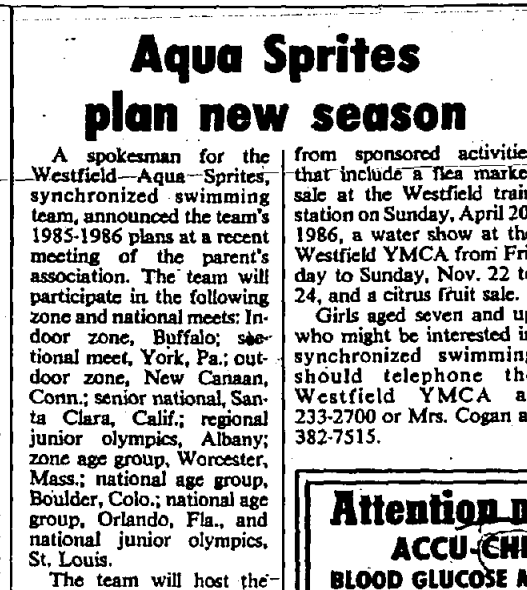 Aqua Sprites
plan new season
A spokesman for the
Westfield Aqua Sprites,
synchronized swimming
team, announced the team's
1985-1986 plans at a recent
meeting of the parent's
association. The team will
participate in the following
zone and national meets: In-
door zone, Buffalo; sec-
tional meet, York, Pa.; out-
door zone, New Canaan,
Conn.; senior national, San-
ta Clara, Calif.; regional
junior olympics, Albany;
zone age group, Worcester,
Mass.; national age group,
Boulder, Colo.; national age
group, Orlando, Fla., and
national junior olympics,
St. Louis.
The team will host the
from sponsored activitie
that include a flea marke
sale at the Westfield train
station on Sunday, April 20
1986, a water show at the
Westfield YMCA from Fri
day to Sunday, Nov. 22 to
24, and a citrus fruit sale.
Girls aged seven and up
who might be interested in
synchronized swimming
should telephone the
Westfield YMCA a
233-2700 or Mrs. Cogan a
382-7515.
Attention
ACCU-CHE
BLOOD GLUCOSE